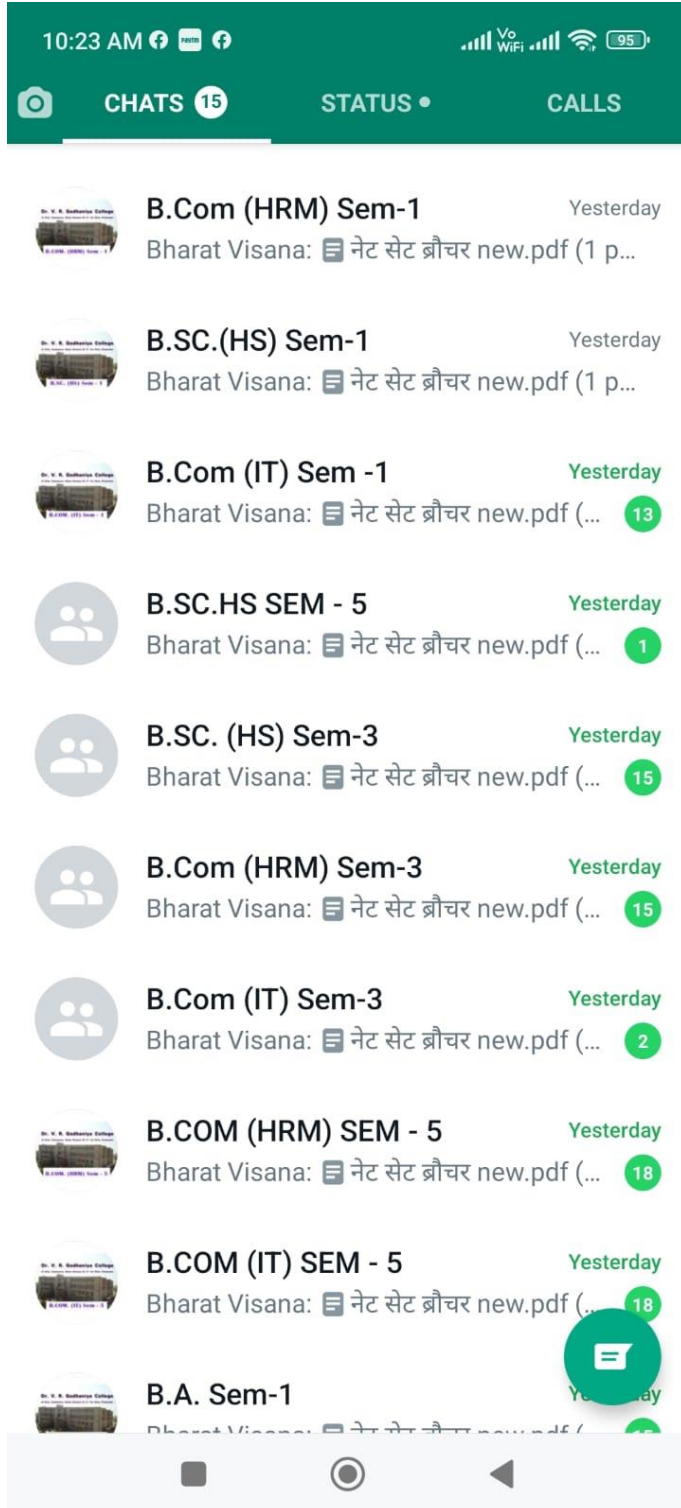 10:23 AM
Vo
WiFi
95
CHATS 15
STATUS
CALLS
B.Com (HRM) Sem-1
Yesterday
Bharat Visana: नेट सेट ब्रौचर new.pdf (1 p...
B.SC.(HS) Sem-1
Yesterday
Bharat Visana: नेट सेट ब्रौचर new.pdf (1 p...
B.Com (IT) Sem -1
Yesterday
Bharat Visana: नेट सेट ब्रौचर new.pdf (...
13
B.SC.HS SEM - 5
Yesterday
Bharat Visana: नेट सेट ब्रौचर new.pdf (...
1
B.SC. (HS) Sem-3
Yesterday
Bharat Visana: नेट सेट ब्रौचर new.pdf (...
15
B.Com (HRM) Sem-3
Yesterday
Bharat Visana: नेट सेट ब्रौचर new.pdf (...
15
B.Com (IT) Sem-3
Yesterday
Bharat Visana: नेट सेट ब्रौचर new.pdf (...
2
B.COM (HRM) SEM - 5
Yesterday
Bharat Visana: नेट सेट ब्रौचर new.pdf (...
18
B.COM (IT) SEM - 5
Yesterday
Bharat Visana: नेट सेट ब्रौचर new.pdf (...
18
B.A. Sem-1